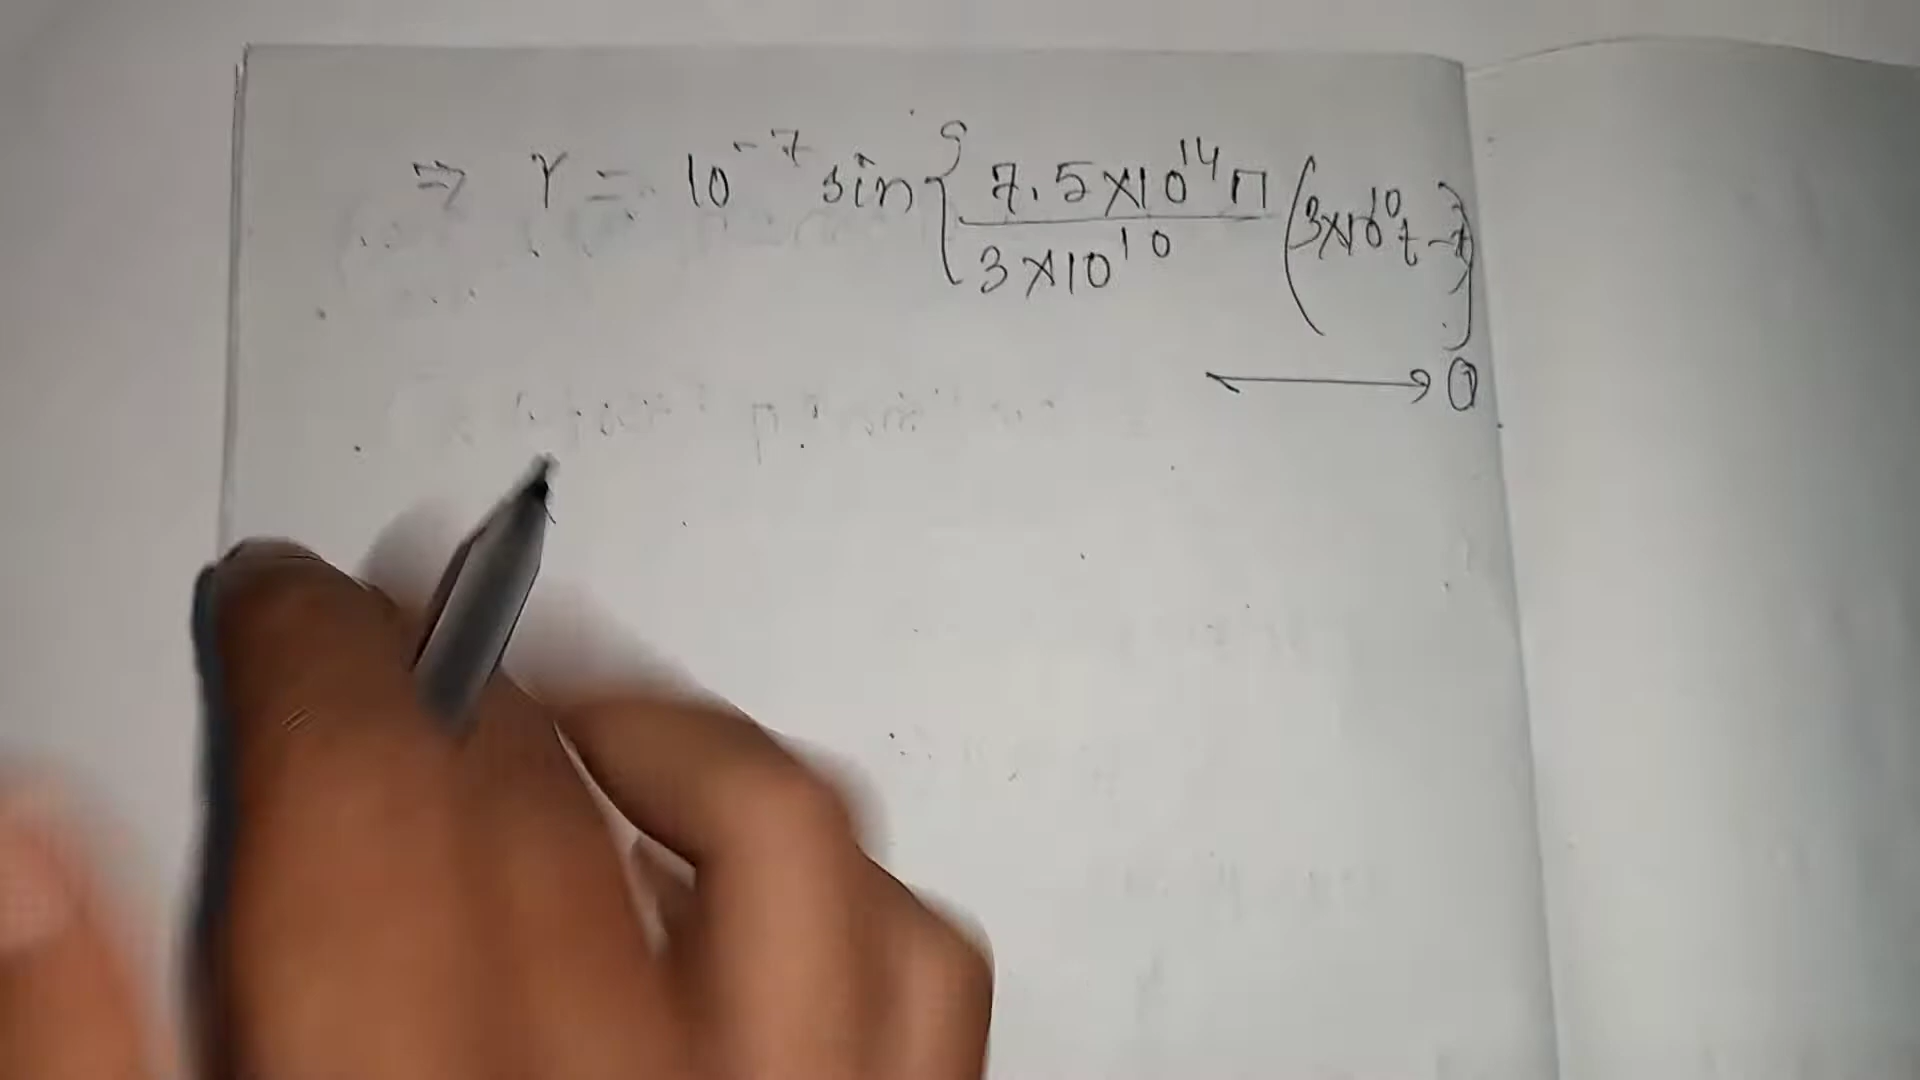 ⇒ Y = 10⁻⁷ sin { 7.5×10¹⁴π / 3×10¹⁰ (3×10¹⁰t - x) }
⟶ ①